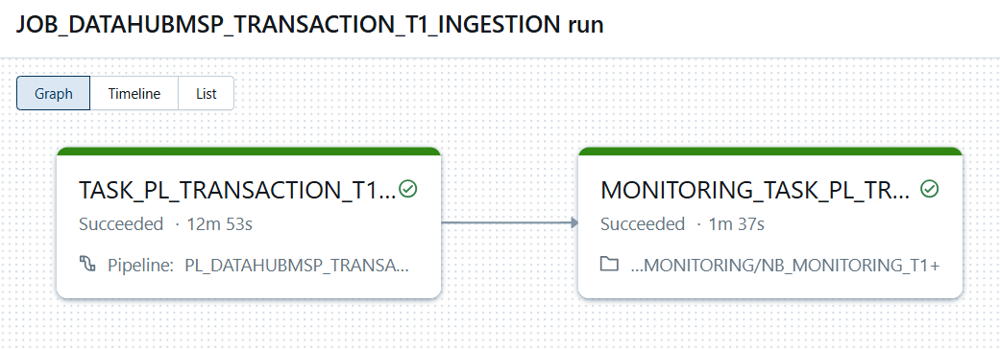 JOB_DATAHUBMSP_TRANSACTION_T1_INGESTION run
Graph
Timeline
List
TASK_PL_TRANSACTION_T1...
Succeeded · 12m 53s
Pipeline: PL_DATAHUBMSP_TRANSA...
MONITORING_TASK_PL_TR...
Succeeded · 1m 37s
...MONITORING/NB_MONITORING_T1+